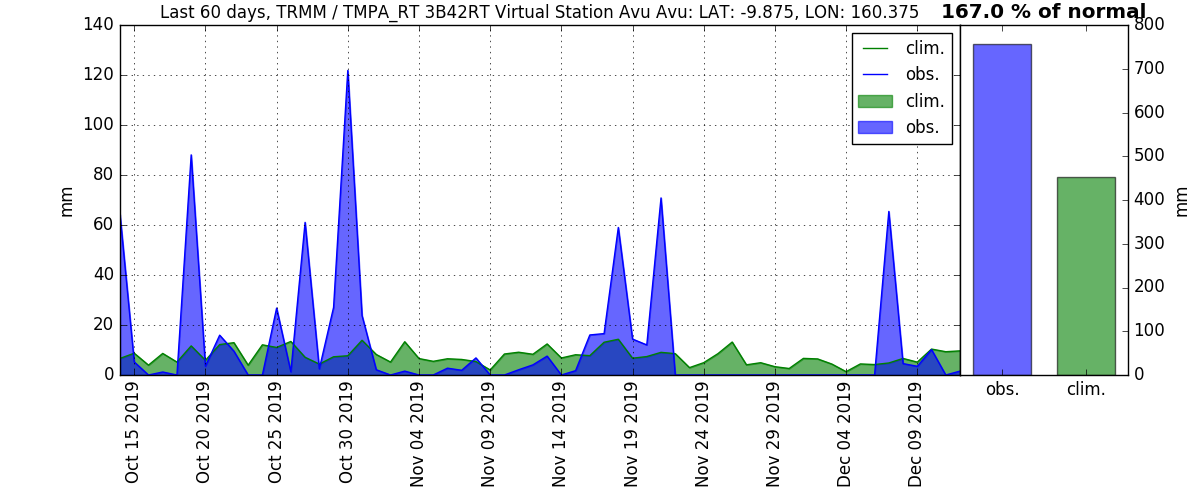 Last 60 days, TRMM / TMPA_RT 3B42RT Virtual Station Avu Avu: LAT: -9.875, LON: 160.375
167.0 % of normal
140
120
100
80
60
40
20
0
mm
clim.
obs.
clim.
obs.
800
700
600
500
400
300
200
100
0
mm
Oct 15 2019
Oct 20 2019
Oct 25 2019
Oct 30 2019
Nov 04 2019
Nov 09 2019
Nov 14 2019
Nov 19 2019
Nov 24 2019
Nov 29 2019
Dec 04 2019
Dec 09 2019
obs.
clim.